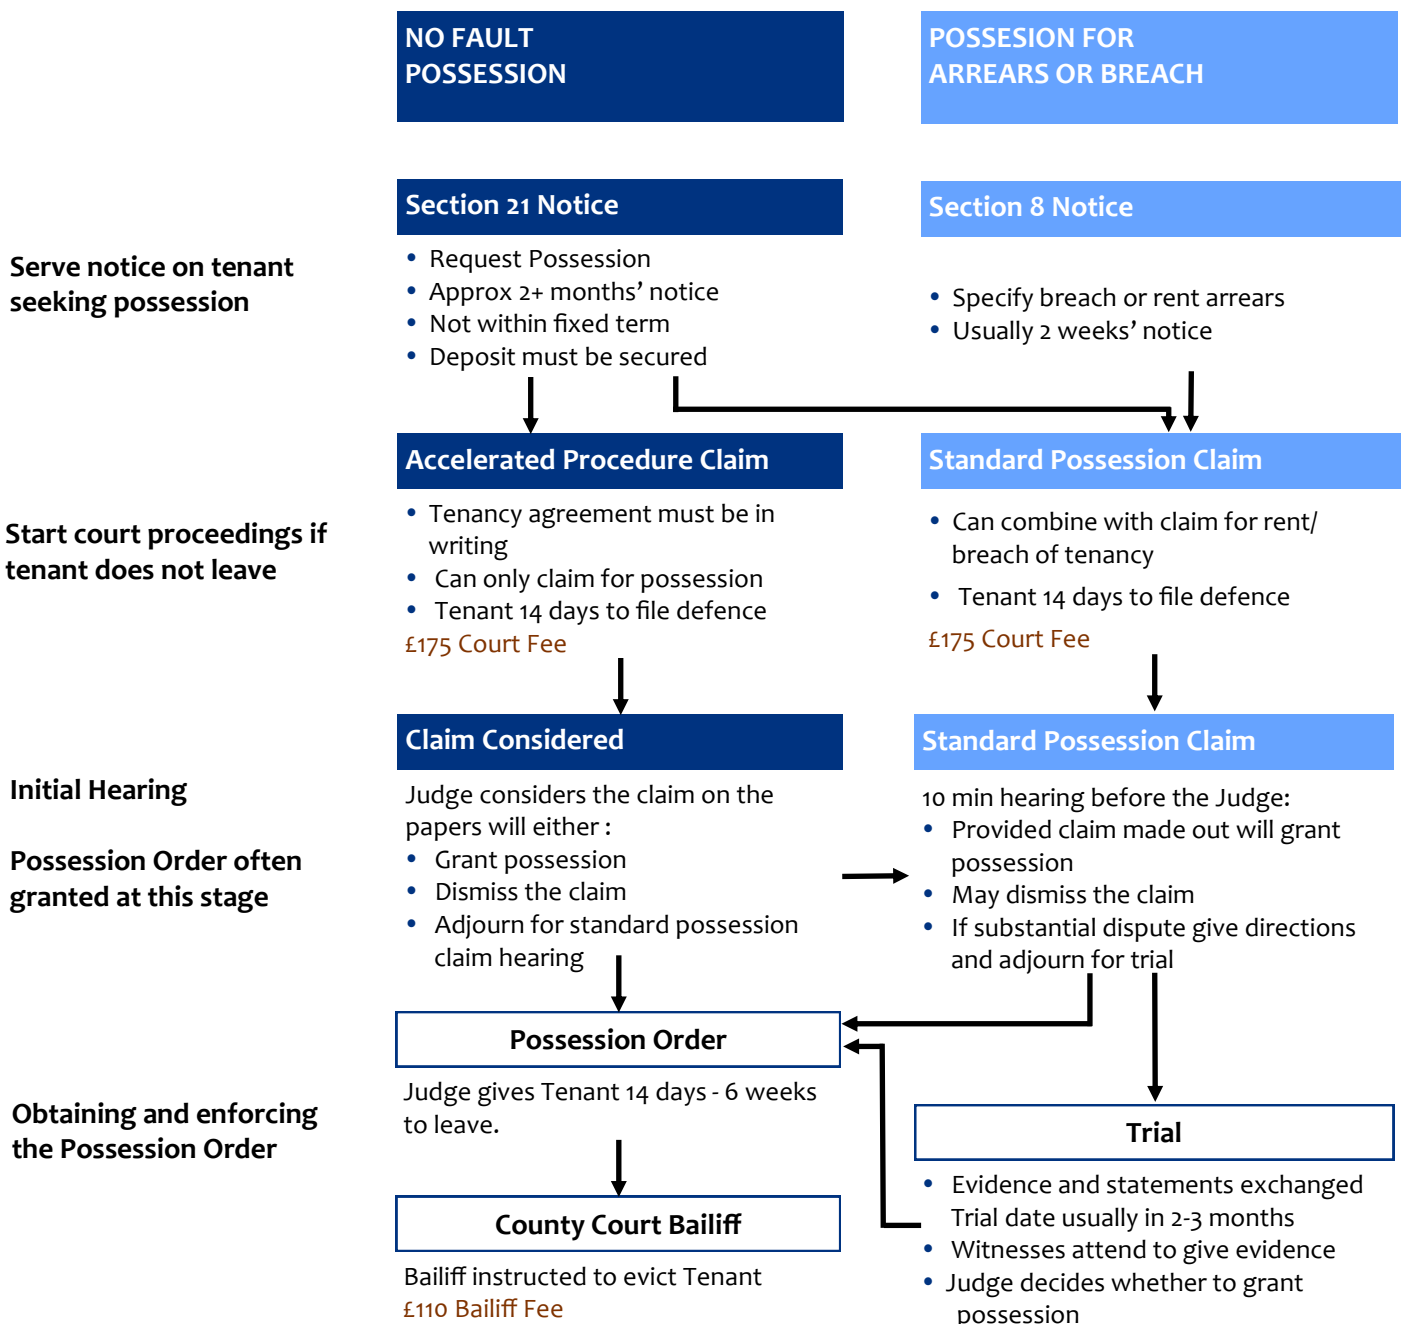 NO FAULT
POSSESSION
POSSESION FOR
ARREARS OR BREACH
Serve notice on tenant
seeking possession
Section 21 Notice
• Request Possession
• Approx 2+ months’ notice
• Not within fixed term
• Deposit must be secured
Section 8 Notice
• Specify breach or rent arrears
• Usually 2 weeks’ notice
Start court proceedings if
tenant does not leave
Accelerated Procedure Claim
• Tenancy agreement must be in
writing
• Can only claim for possession
• Tenant 14 days to file defence
£175 Court Fee
Standard Possession Claim
• Can combine with claim for rent/
breach of tenancy
• Tenant 14 days to file defence
£175 Court Fee
Initial Hearing
Possession Order often
granted at this stage
Claim Considered
Judge considers the claim on the
papers will either :
• Grant possession
• Dismiss the claim
• Adjourn for standard possession
claim hearing
Standard Possession Claim
10 min hearing before the Judge:
• Provided claim made out will grant
possession
• May dismiss the claim
• If substantial dispute give directions
and adjourn for trial
Obtaining and enforcing
the Possession Order
Possession Order
Judge gives Tenant 14 days - 6 weeks
to leave.
County Court Bailiff
Bailiff instructed to evict Tenant
£110 Bailiff Fee
Trial
• Evidence and statements exchanged
Trial date usually in 2-3 months
• Witnesses attend to give evidence
• Judge decides whether to grant
possession